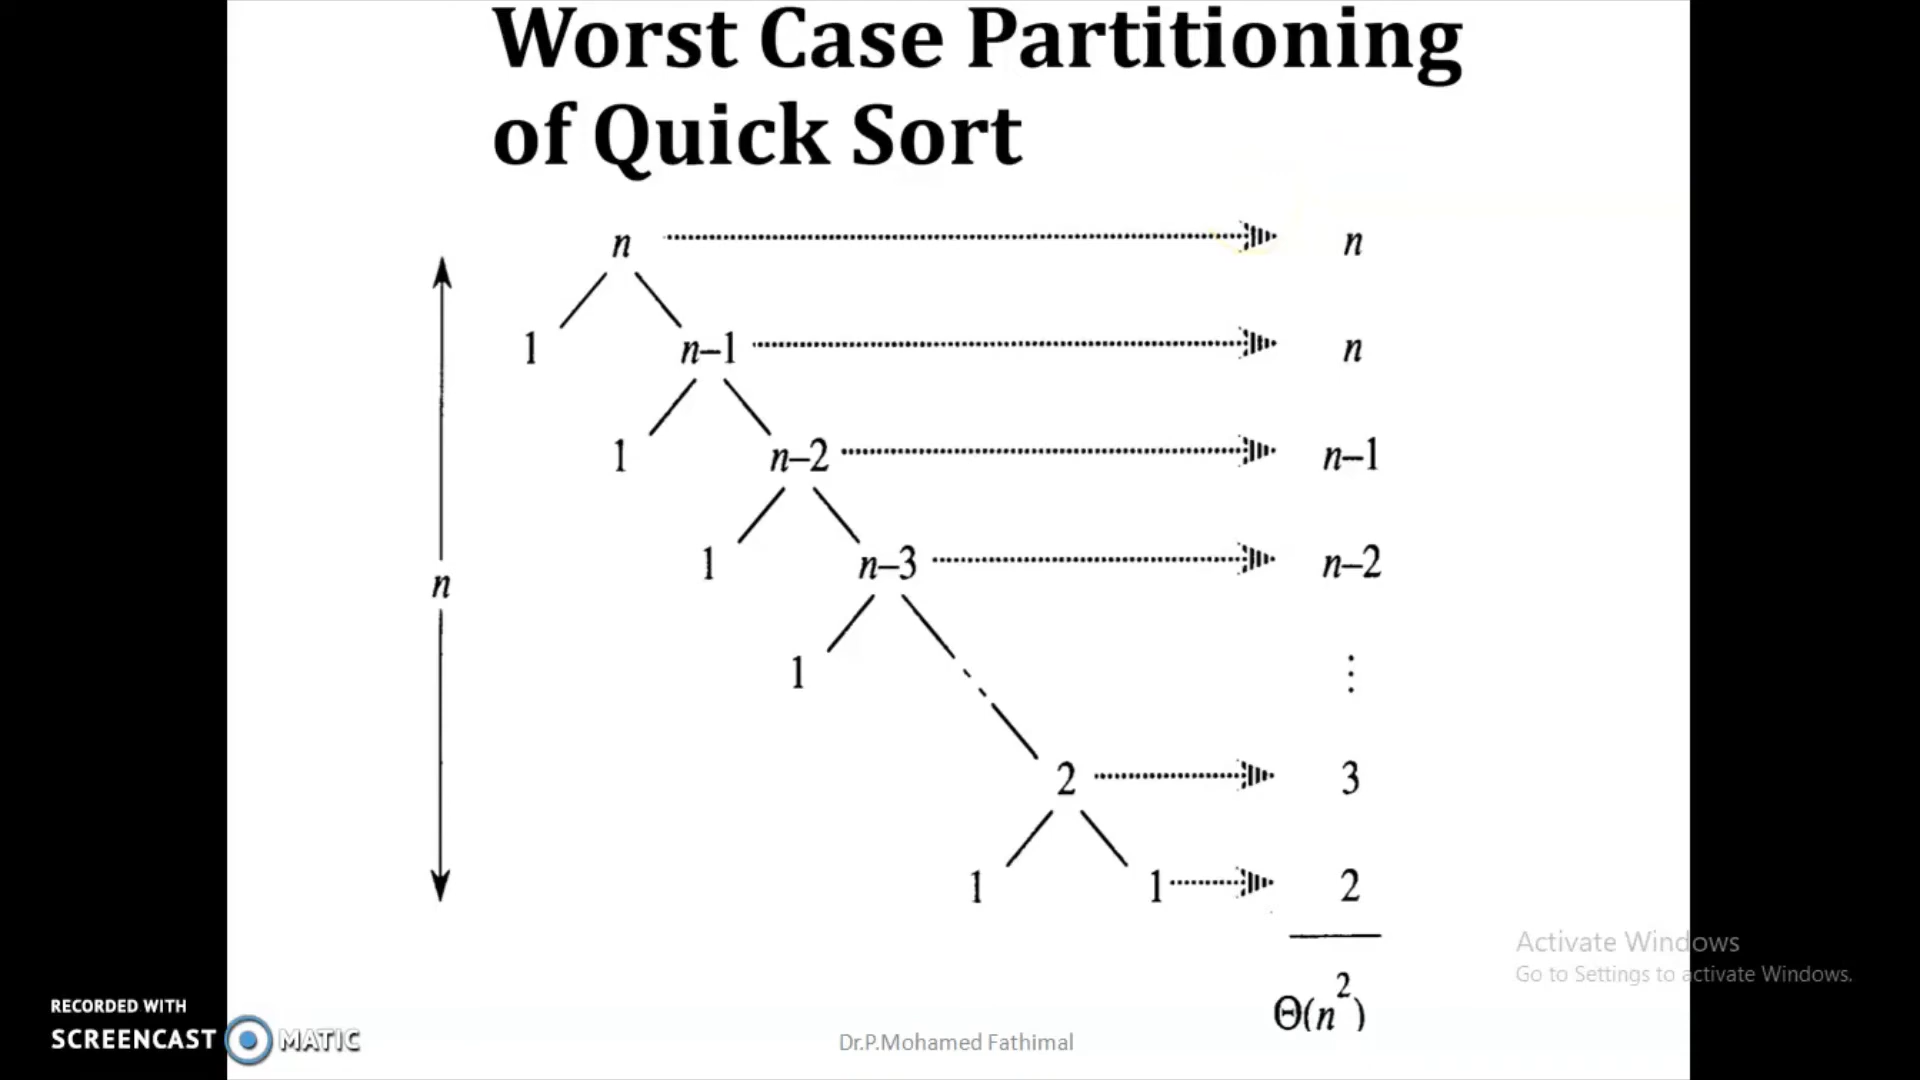 Worst Case Partitioning
of Quick Sort
n n
1 n–1 n
1 n–2 n–1
1 n–3 n–2
n
1 ⋮
2 3
1 1 2
Activate Windows
Go to Settings to activate Windows.
Θ(n²)
RECORDED WITH
SCREENCAST MATIC
Dr.P.Mohamed Fathimal